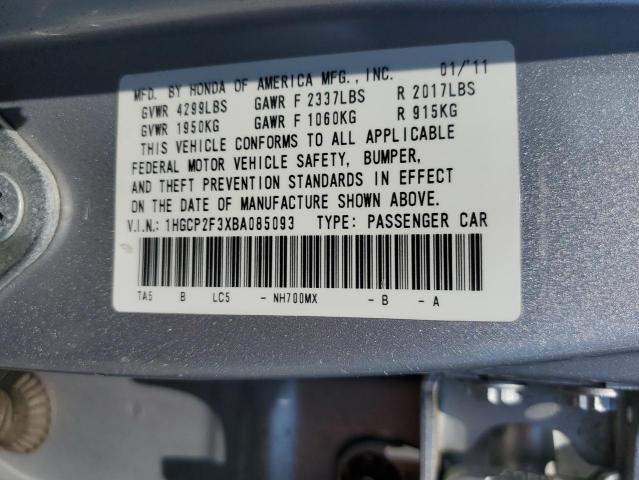 MFD. BY HONDA OF AMERICA MFG., INC. 01/'11
GVWR 4299LBS GAWR F 2337LBS R 2017LBS
GVWR 1950KG GAWR F 1060KG R 915KG
THIS VEHICLE CONFORMS TO ALL APPLICABLE
FEDERAL MOTOR VEHICLE SAFETY, BUMPER,
AND THEFT PREVENTION STANDARDS IN EFFECT
ON THE DATE OF MANUFACTURE SHOWN ABOVE.
V.I.N.: 1HGCP2F3XBA085093 TYPE: PASSENGER CAR
TA5 B LC5 - NH700MX - B - A